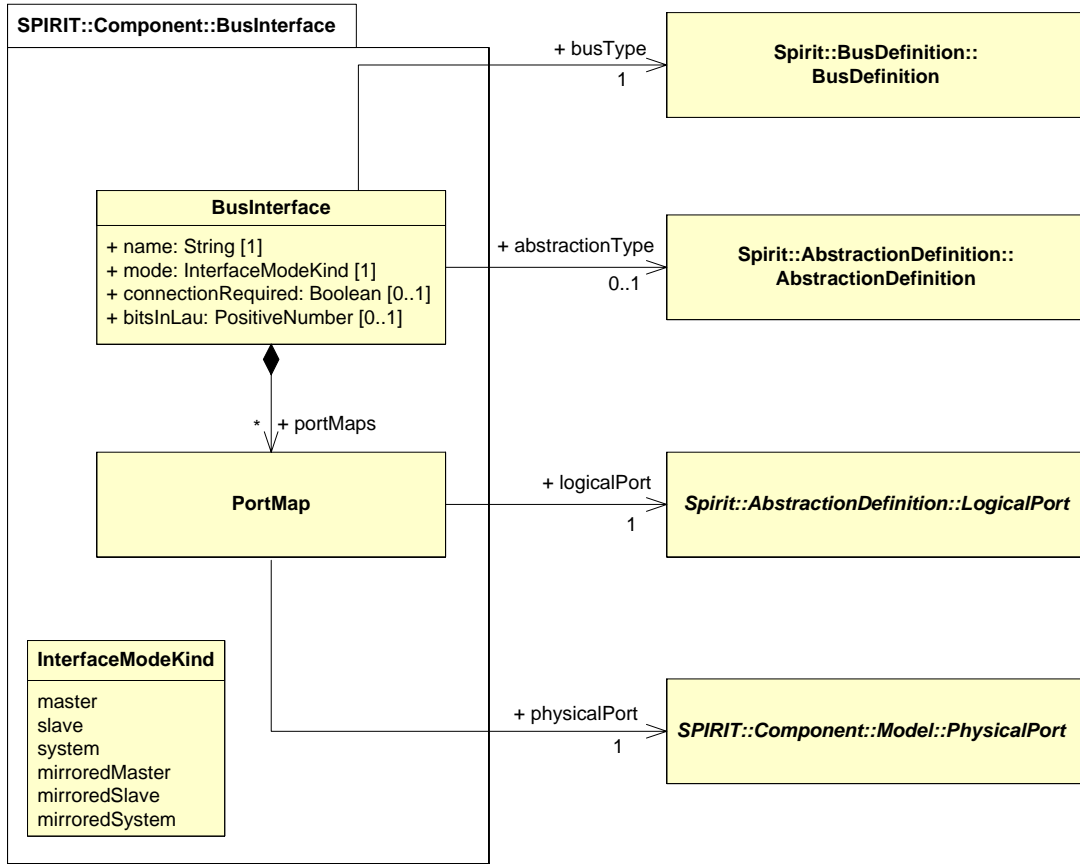 SPIRIT::Component::BusInterface
+ busType
1
Spirit::BusDefinition::
BusDefinition
BusInterface
+ name: String [1]
+ mode: InterfaceModeKind [1]
+ connectionRequired: Boolean [0..1]
+ bitsInLau: PositiveNumber [0..1]
+ abstractionType
0..1
Spirit::AbstractionDefinition::
AbstractionDefinition
* + portMaps
PortMap
+ logicalPort
1
Spirit::AbstractionDefinition::LogicalPort
InterfaceModeKind
master
slave
system
mirroredMaster
mirroredSlave
mirroredSystem
+ physicalPort
1
SPIRIT::Component::Model::PhysicalPort